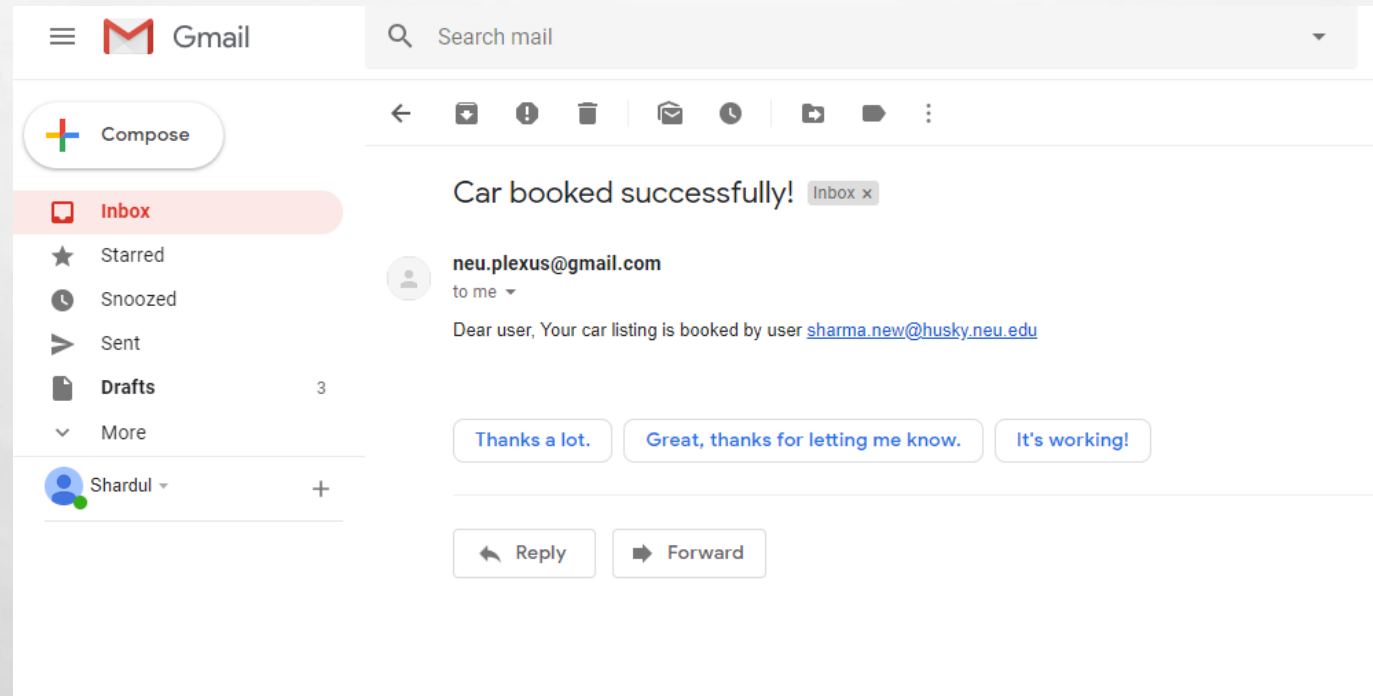 Gmail
Search mail
Compose
Inbox
Starred
Snoozed
Sent
Drafts 3
More
Shardul
Car booked successfully! Inbox x
neu.plexus@gmail.com
to me
Dear user, Your car listing is booked by user sharma.new@husky.neu.edu
Thanks a lot. Great, thanks for letting me know. It's working!
Reply Forward